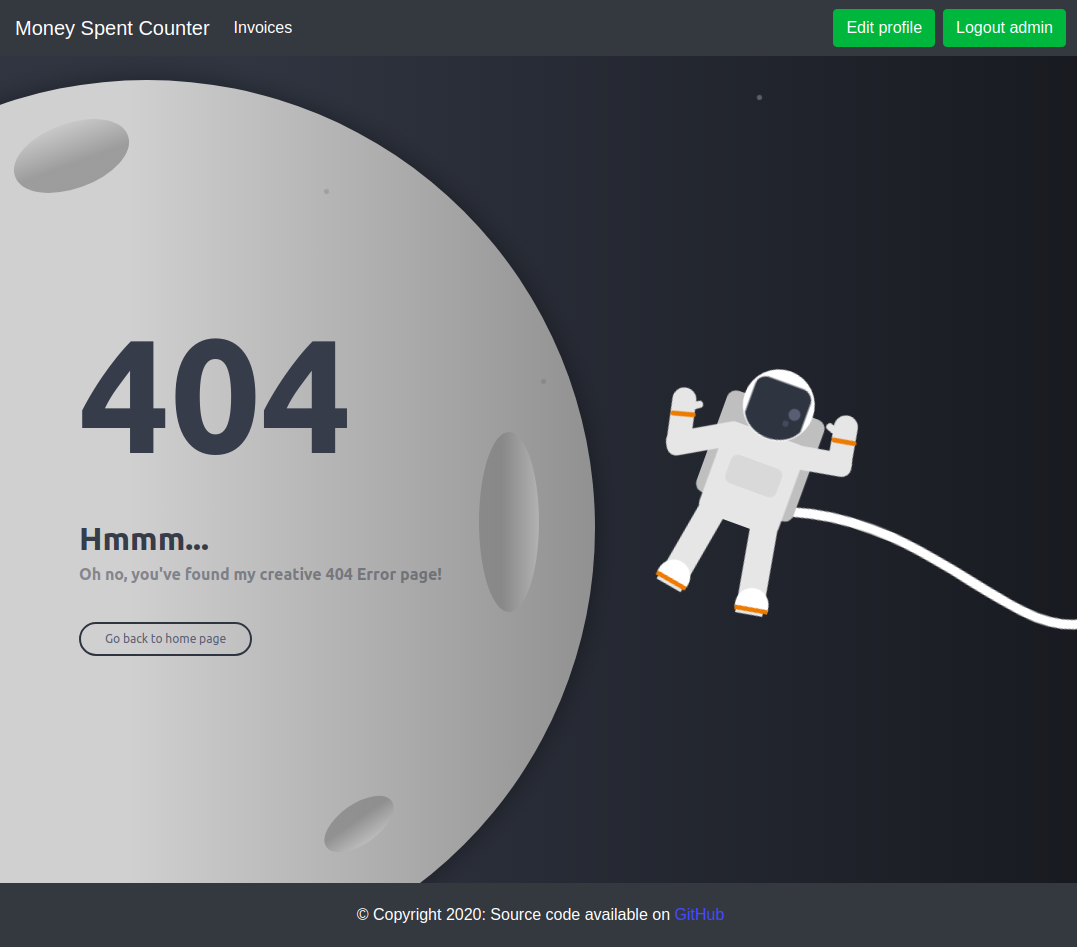 Money Spent Counter Invoices Edit profile Logout admin
404
Hmmm...
Oh no, you've found my creative 404 Error page!
Go back to home page
© Copyright 2020: Source code available on GitHub